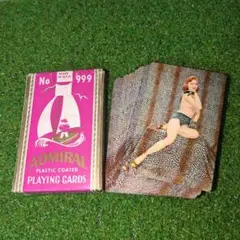 No 999
ADMIRAL
PLASTIC COATED
PLAYING CARDS